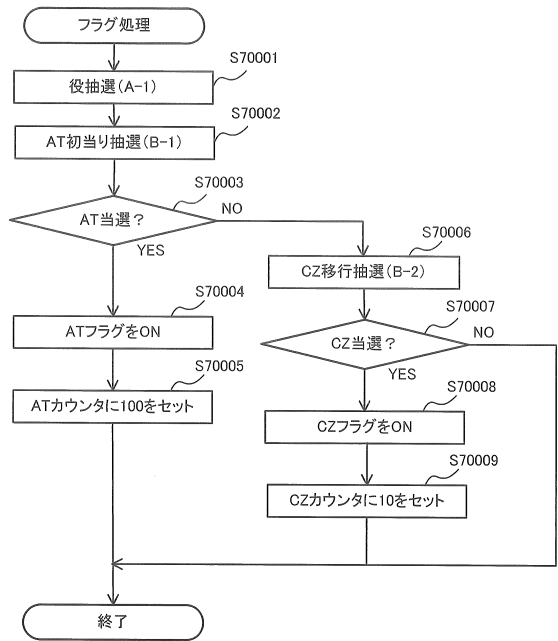 フラグ処理
S70001
役抽選(A-1)
S70002
AT初当り抽選(B-1)
S70003
AT当選?
NO
YES
S70006
CZ移行抽選(B-2)
S70004
ATフラグをON
S70007
CZ当選?
NO
YES
S70005
ATカウンタに100をセット
S70008
CZフラグをON
S70009
CZカウンタに10をセット
終了